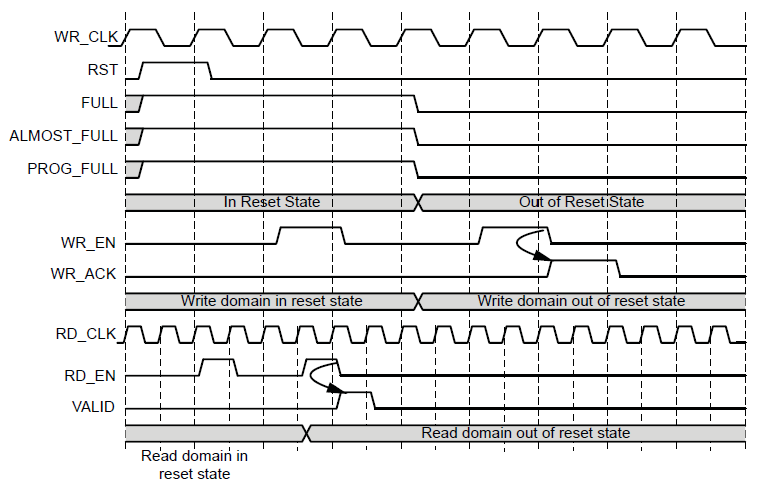 WR_CLK
RST
FULL
ALMOST_FULL
PROG_FULL
In Reset State
Out of Reset State
WR_EN
WR_ACK
Write domain in reset state
Write domain out of reset state
RD_CLK
RD_EN
VALID
Read domain out of reset state
Read domain in
reset state